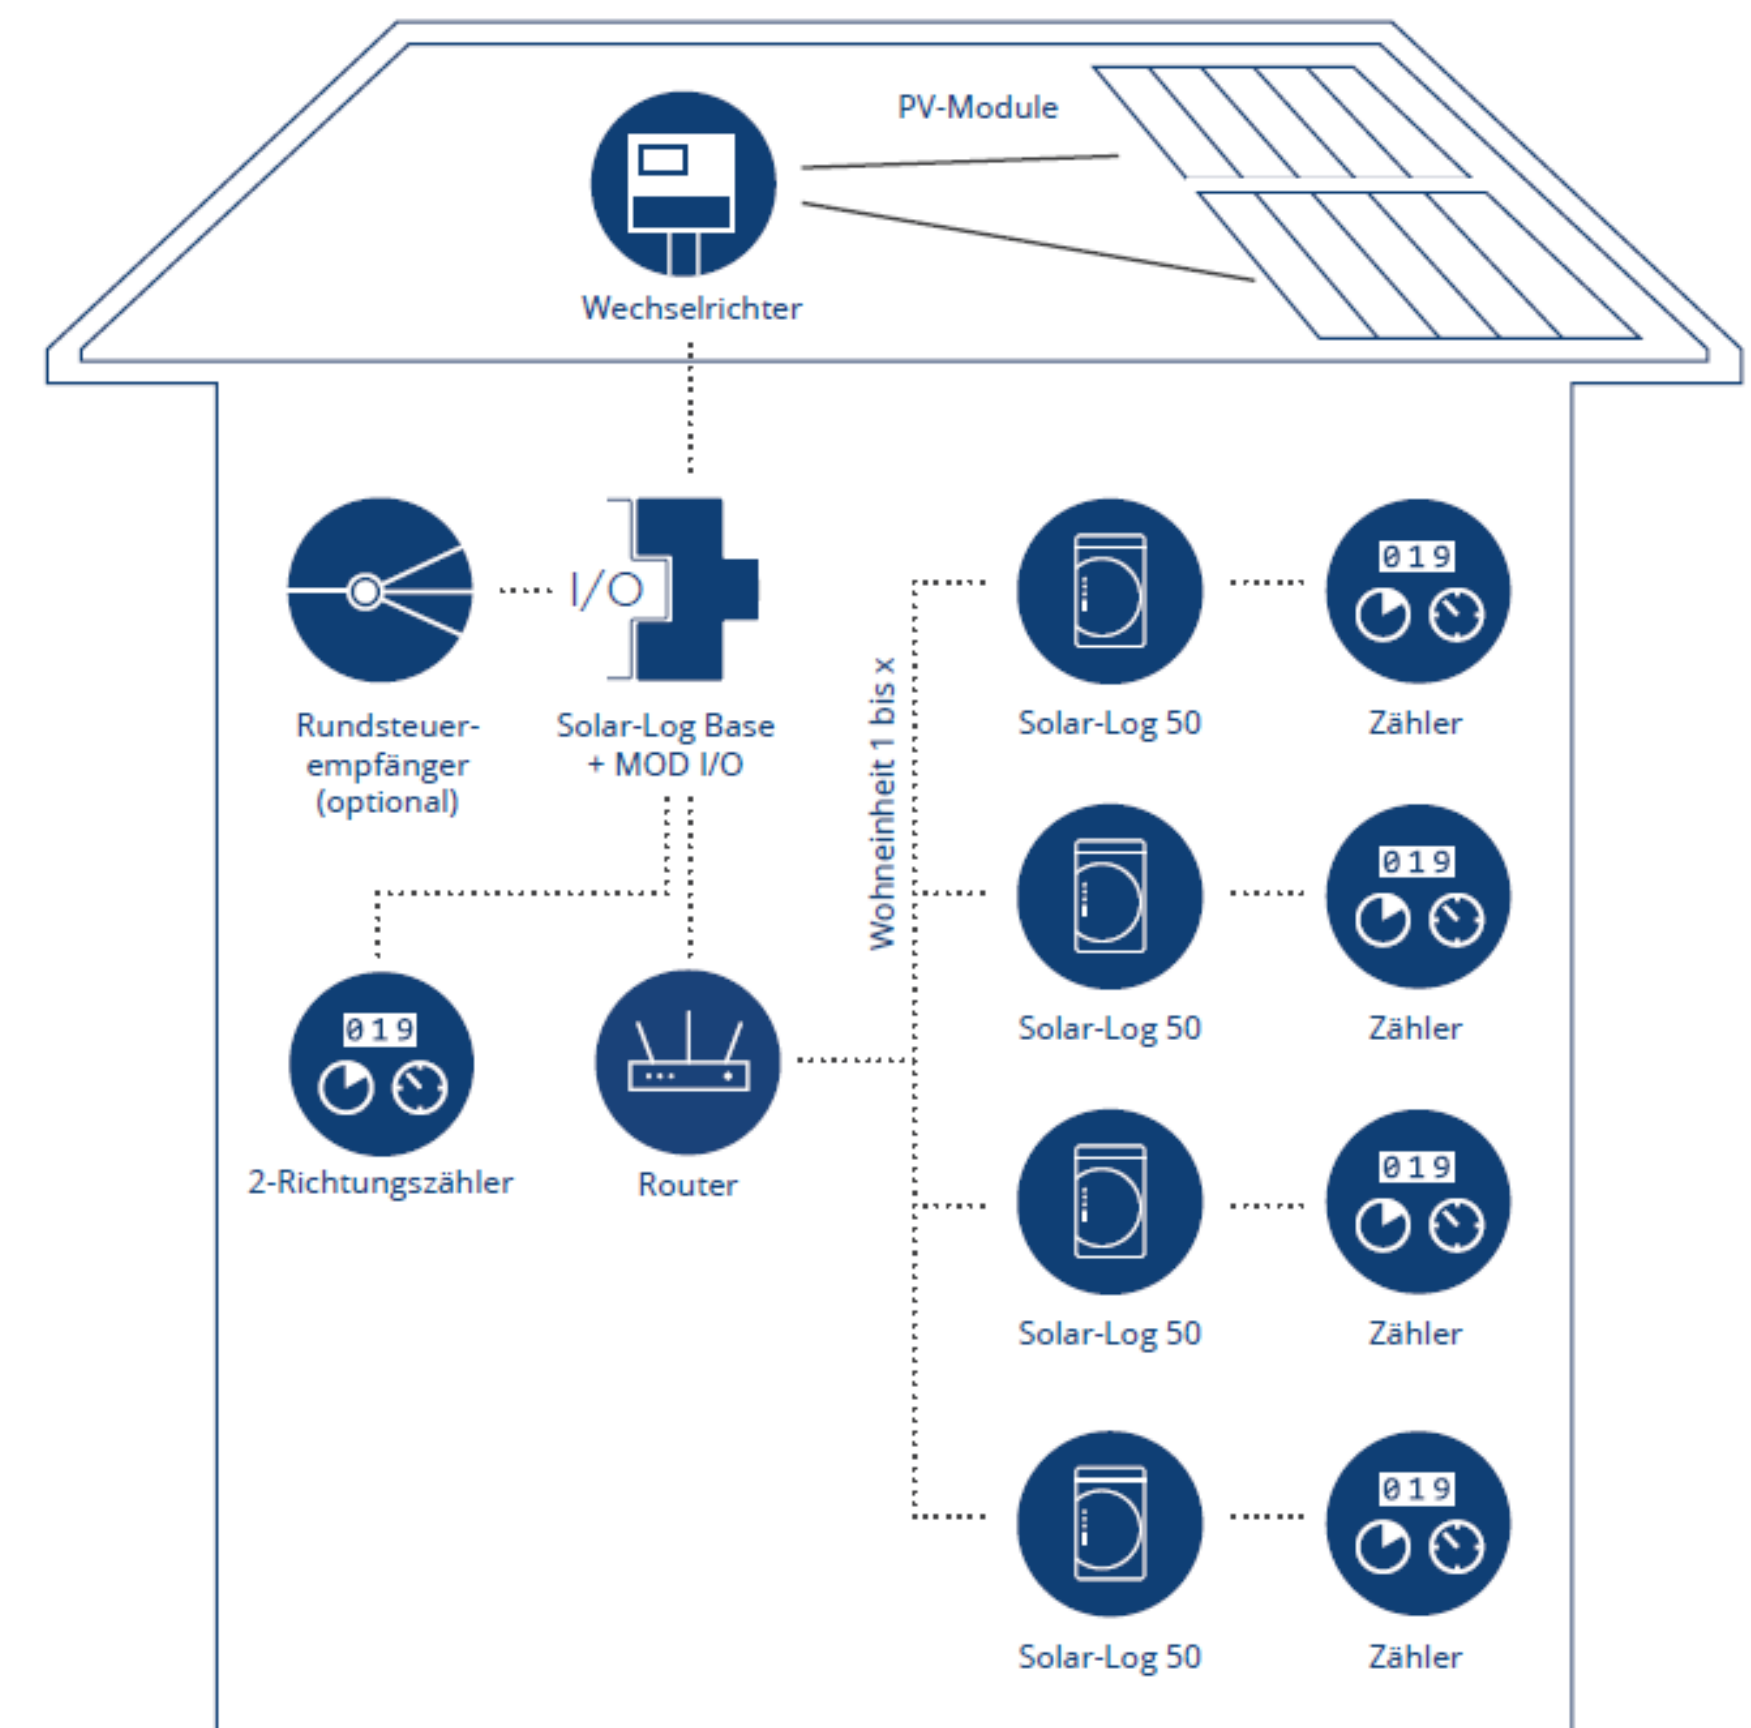 PV-Module
Wechselrichter
I/O
Rundsteuer-
empfänger
(optional)
Solar-Log Base
+ MOD I/O
019
2-Richtungszähler
Router
Wohneinheit 1 bis x
Solar-Log 50
019
Zähler
Solar-Log 50
019
Zähler
Solar-Log 50
019
Zähler
Solar-Log 50
019
Zähler